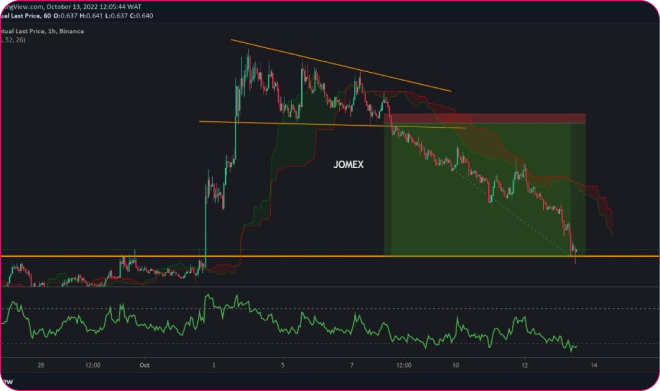 ingView.com, October 13, 2022 12:05:44 WAT
ual Last Price, 60 O:0.637 H:0.641 L:0.637 C:0.640
tual Last Price, 1h, Binance
, 52, 26)
JOMEX
28 12:00 Oct 3 5 7 12:00 10 12 14
ew